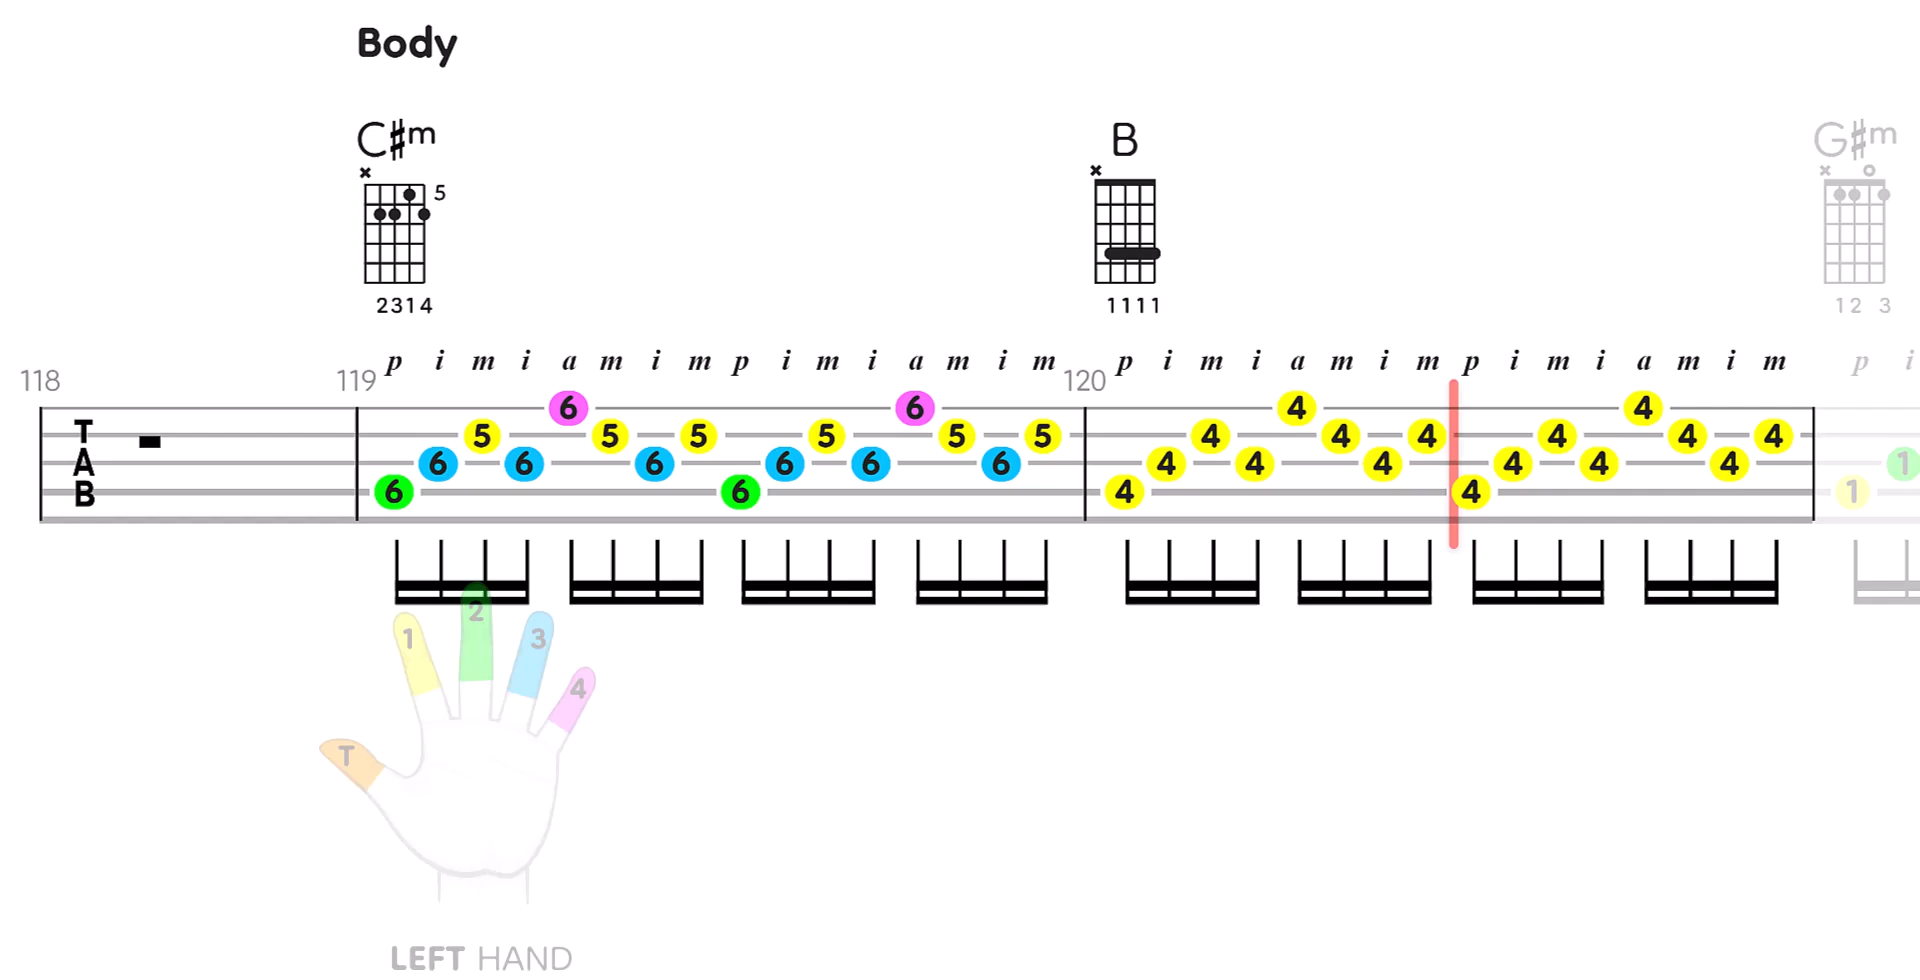 Body
C♯m B G♯m
x x x o
5
2314 1111 12 3
p i m i a m i m p i m i a m i m p i m i a m i m p i m i a m i m p i
118 119 120
6 6 4 4
T 5 5 5 5 5 5 4 4 4 4 4 4
A 6 6 6 6 6 6 4 4 4 4 4 4 1
B 6 6 4 4 1
2
1 3
4
T
LEFT HAND